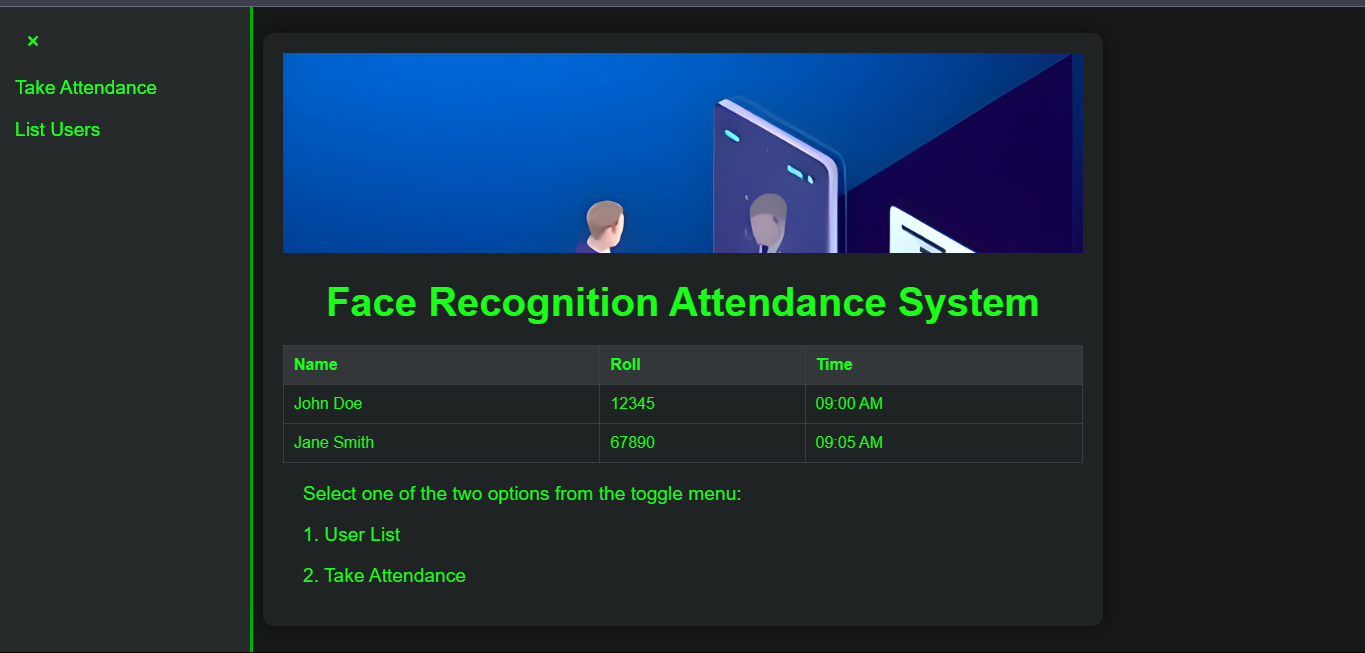 ×
Take Attendance
List Users
Face Recognition Attendance System
Name Roll Time
John Doe 12345 09:00 AM
Jane Smith 67890 09:05 AM
Select one of the two options from the toggle menu:
1. User List
2. Take Attendance